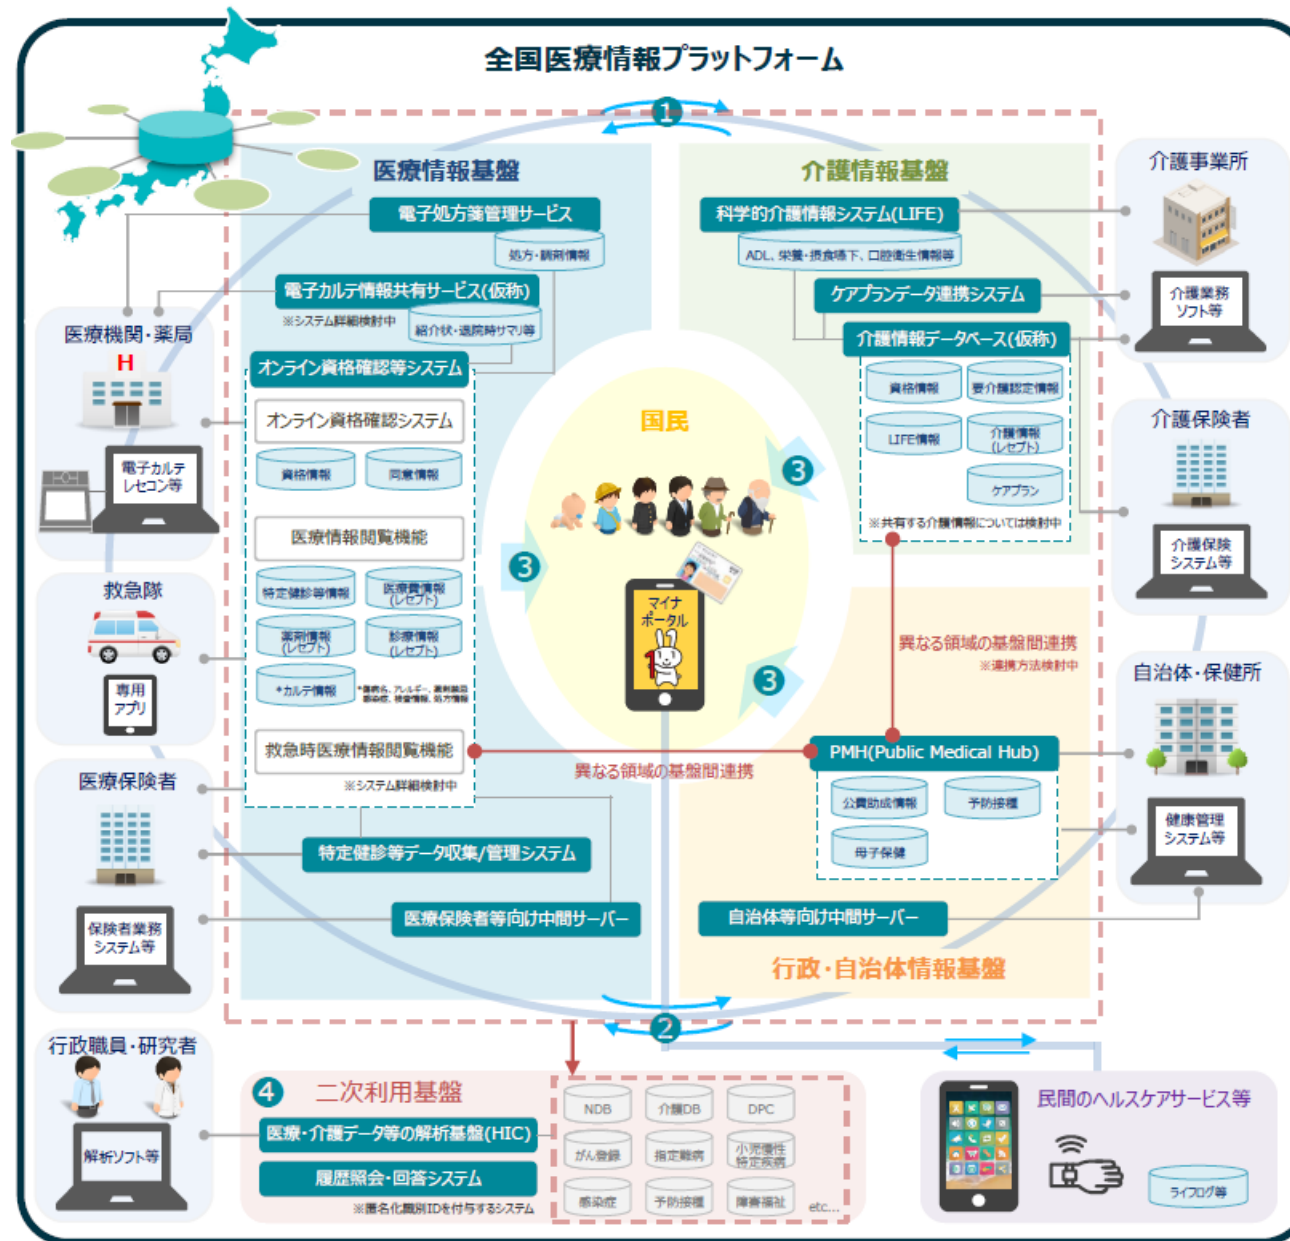 全国医療情報プラットフォーム
1
医療情報基盤
電子処方箋管理サービス
処方・調剤情報
電子カルテ情報共有サービス(仮称)
※システム詳細検討中
紹介状・退院時サマリ等
オンライン資格確認等システム
オンライン資格確認システム
資格情報
同意情報
医療情報閲覧機能
特定健診等情報
医療費情報
(レセプト)
薬剤情報
(レセプト)
診療情報
(レセプト)
*カルテ情報
*傷病名、アレルギー、薬剤禁忌
感染症、検査情報、処方情報
救急時医療情報閲覧機能
※システム詳細検討中
特定健診等データ収集/管理システム
医療保険者等向け中間サーバー
介護情報基盤
科学的介護情報システム(LIFE)
ADL、栄養・摂食嚥下、口腔衛生情報等
ケアプランデータ連携システム
介護情報データベース(仮称)
資格情報
要介護認定情報
LIFE情報
介護情報
(レセプト)
ケアプラン
※共有する介護情報については検討中
国民
3
3
3
マイナ
ポータル
異なる領域の基盤間連携
※連携方法検討中
異なる領域の基盤間連携
PMH(Public Medical Hub)
公費助成情報
予防接種
母子保健
自治体等向け中間サーバー
行政・自治体情報基盤
2
医療機関・薬局
H
電子カルテ
レセコン等
救急隊
専用
アプリ
医療保険者
保険者業務
システム等
行政職員・研究者
解析ソフト等
介護事業所
介護業務
ソフト等
介護保険者
介護保険
システム等
自治体・保健所
健康管理
システム等
4
二次利用基盤
医療・介護データ等の解析基盤(HIC)
履歴照会・回答システム
※匿名化識別IDを付与するシステム
NDB
介護DB
DPC
がん登録
指定難病
小児慢性
特定疾病
感染症
予防接種
障害福祉
etc...
民間のヘルスケアサービス等
ライフログ等